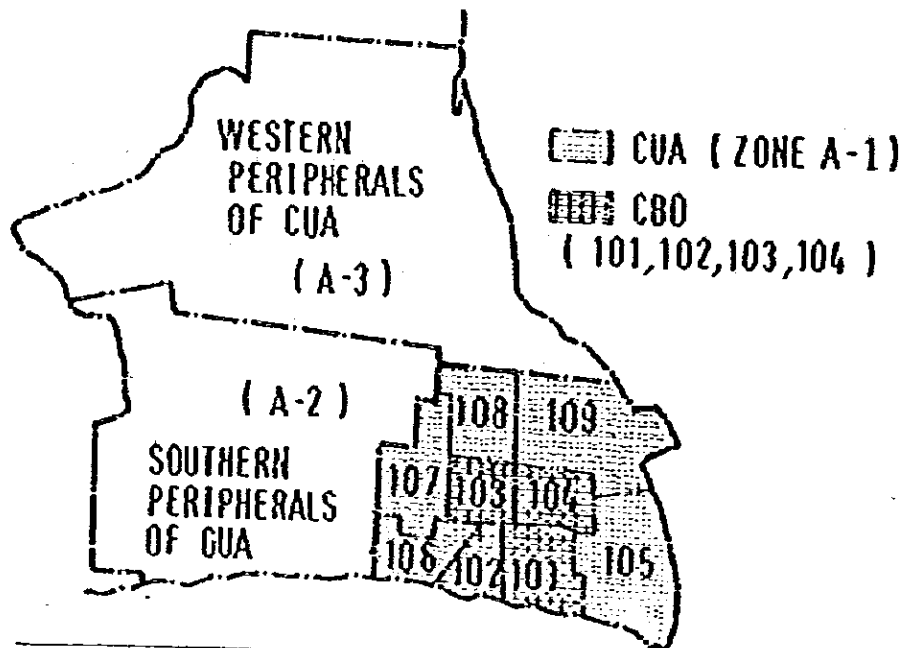 WESTERN
PERIPHERALS
OF CUA
( A-3 )
CUA ( ZONE A-1 )
CBO
( 101,102,103,104 )
( A-2 )
SOUTHERN
PERIPHERALS
OF CUA
108
109
107
103
104
106
102
101
105